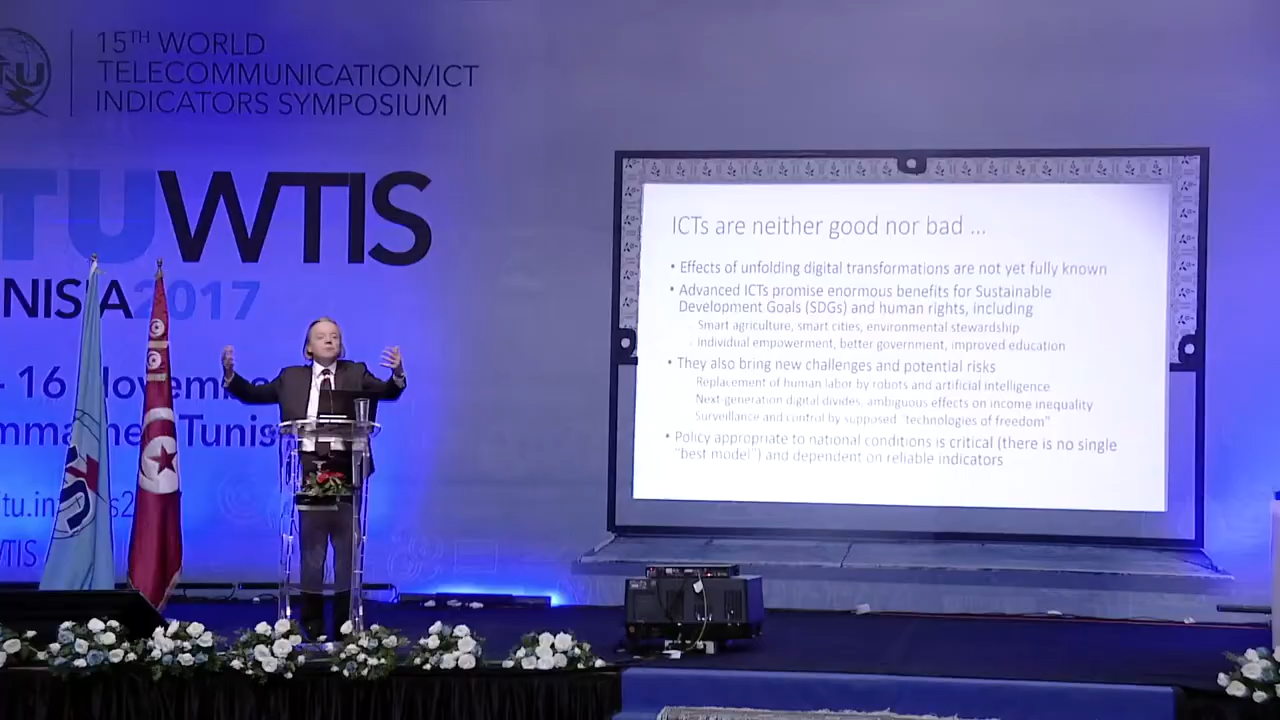 15TH WORLD
TELECOMMUNICATION/ICT
INDICATORS SYMPOSIUM
TUWTIS
NISIA2017
- 16 November
Tunisi
tu.in
TIS
ICTs are neither good nor bad ...
• Effects of unfolding digital transformations are not yet fully known
• Advanced ICTs promise enormous benefits for Sustainable
Development Goals (SDGs) and human rights, including
Smart agriculture, smart cities, environmental stewardship
Individual empowerment, better government, improved education
• They also bring new challenges and potential risks
Replacement of human labor by robots and artificial intelligence
Next-generation digital divides, ambiguous effects on income inequality
Surveillance and control by supposed "technologies of freedom"
• Policy appropriate to national conditions is critical (there is no single
"best model") and dependent on reliable indicators